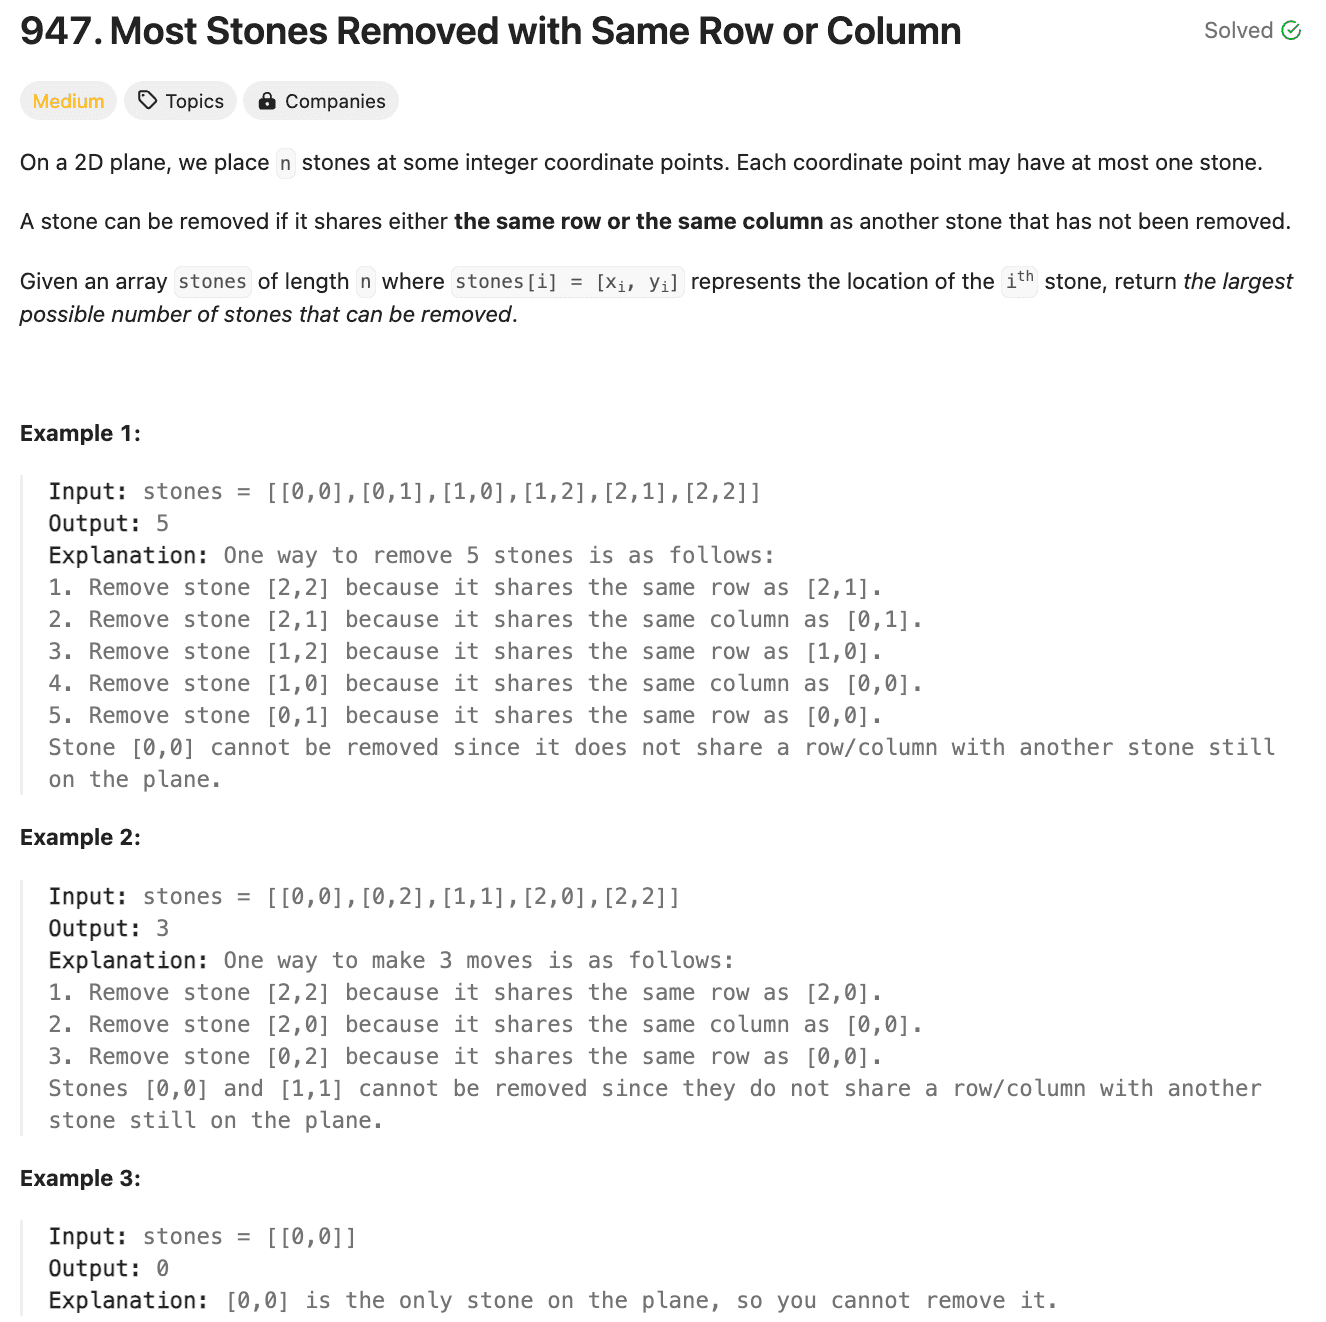 947. Most Stones Removed with Same Row or Column
Solved
Medium
Topics
Companies
On a 2D plane, we place n stones at some integer coordinate points. Each coordinate point may have at most one stone.
A stone can be removed if it shares either the same row or the same column as another stone that has not been removed.
Given an array stones of length n where stones[i] = [xi, yi] represents the location of the ith stone, return the largest
possible number of stones that can be removed.
Example 1:
Input: stones = [[0,0],[0,1],[1,0],[1,2],[2,1],[2,2]]
Output: 5
Explanation: One way to remove 5 stones is as follows:
1. Remove stone [2,2] because it shares the same row as [2,1].
2. Remove stone [2,1] because it shares the same column as [0,1].
3. Remove stone [1,2] because it shares the same row as [1,0].
4. Remove stone [1,0] because it shares the same column as [0,0].
5. Remove stone [0,1] because it shares the same row as [0,0].
Stone [0,0] cannot be removed since it does not share a row/column with another stone still
on the plane.
Example 2:
Input: stones = [[0,0],[0,2],[1,1],[2,0],[2,2]]
Output: 3
Explanation: One way to make 3 moves is as follows:
1. Remove stone [2,2] because it shares the same row as [2,0].
2. Remove stone [2,0] because it shares the same column as [0,0].
3. Remove stone [0,2] because it shares the same row as [0,0].
Stones [0,0] and [1,1] cannot be removed since they do not share a row/column with another
stone still on the plane.
Example 3:
Input: stones = [[0,0]]
Output: 0
Explanation: [0,0] is the only stone on the plane, so you cannot remove it.